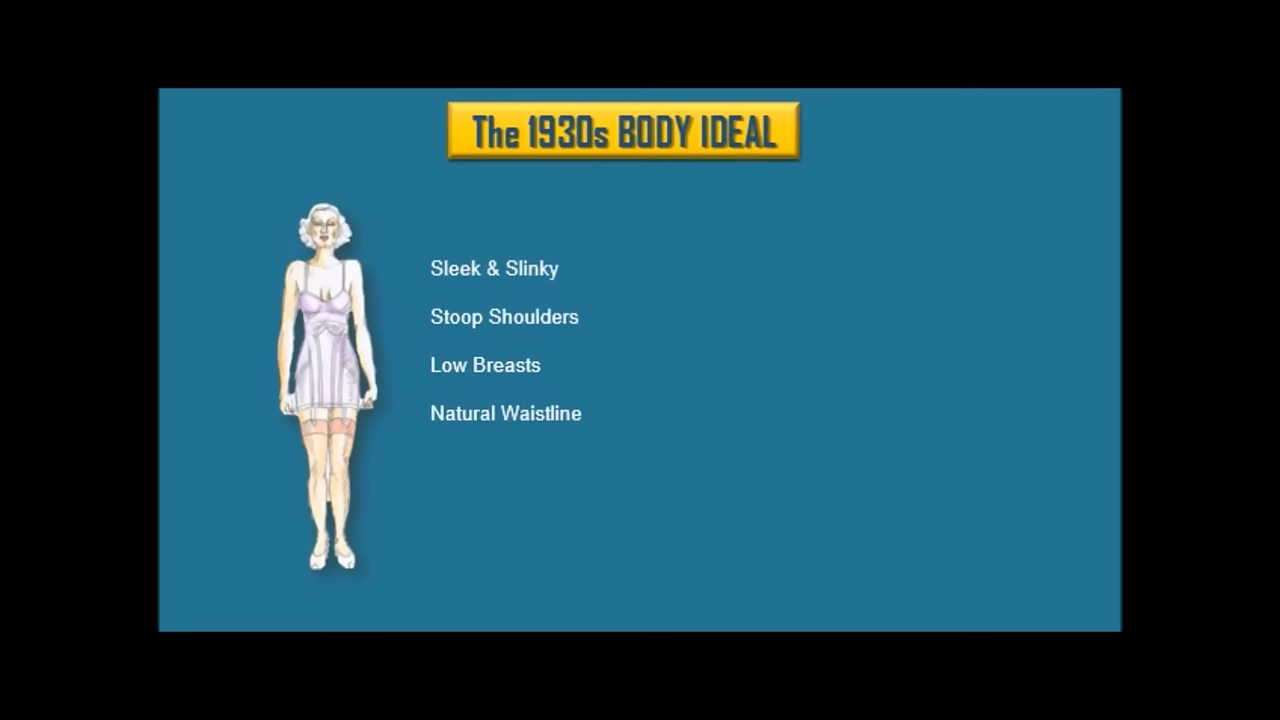 The 1930s BODY IDEAL
Sleek & Slinky
Stoop Shoulders
Low Breasts
Natural Waistline